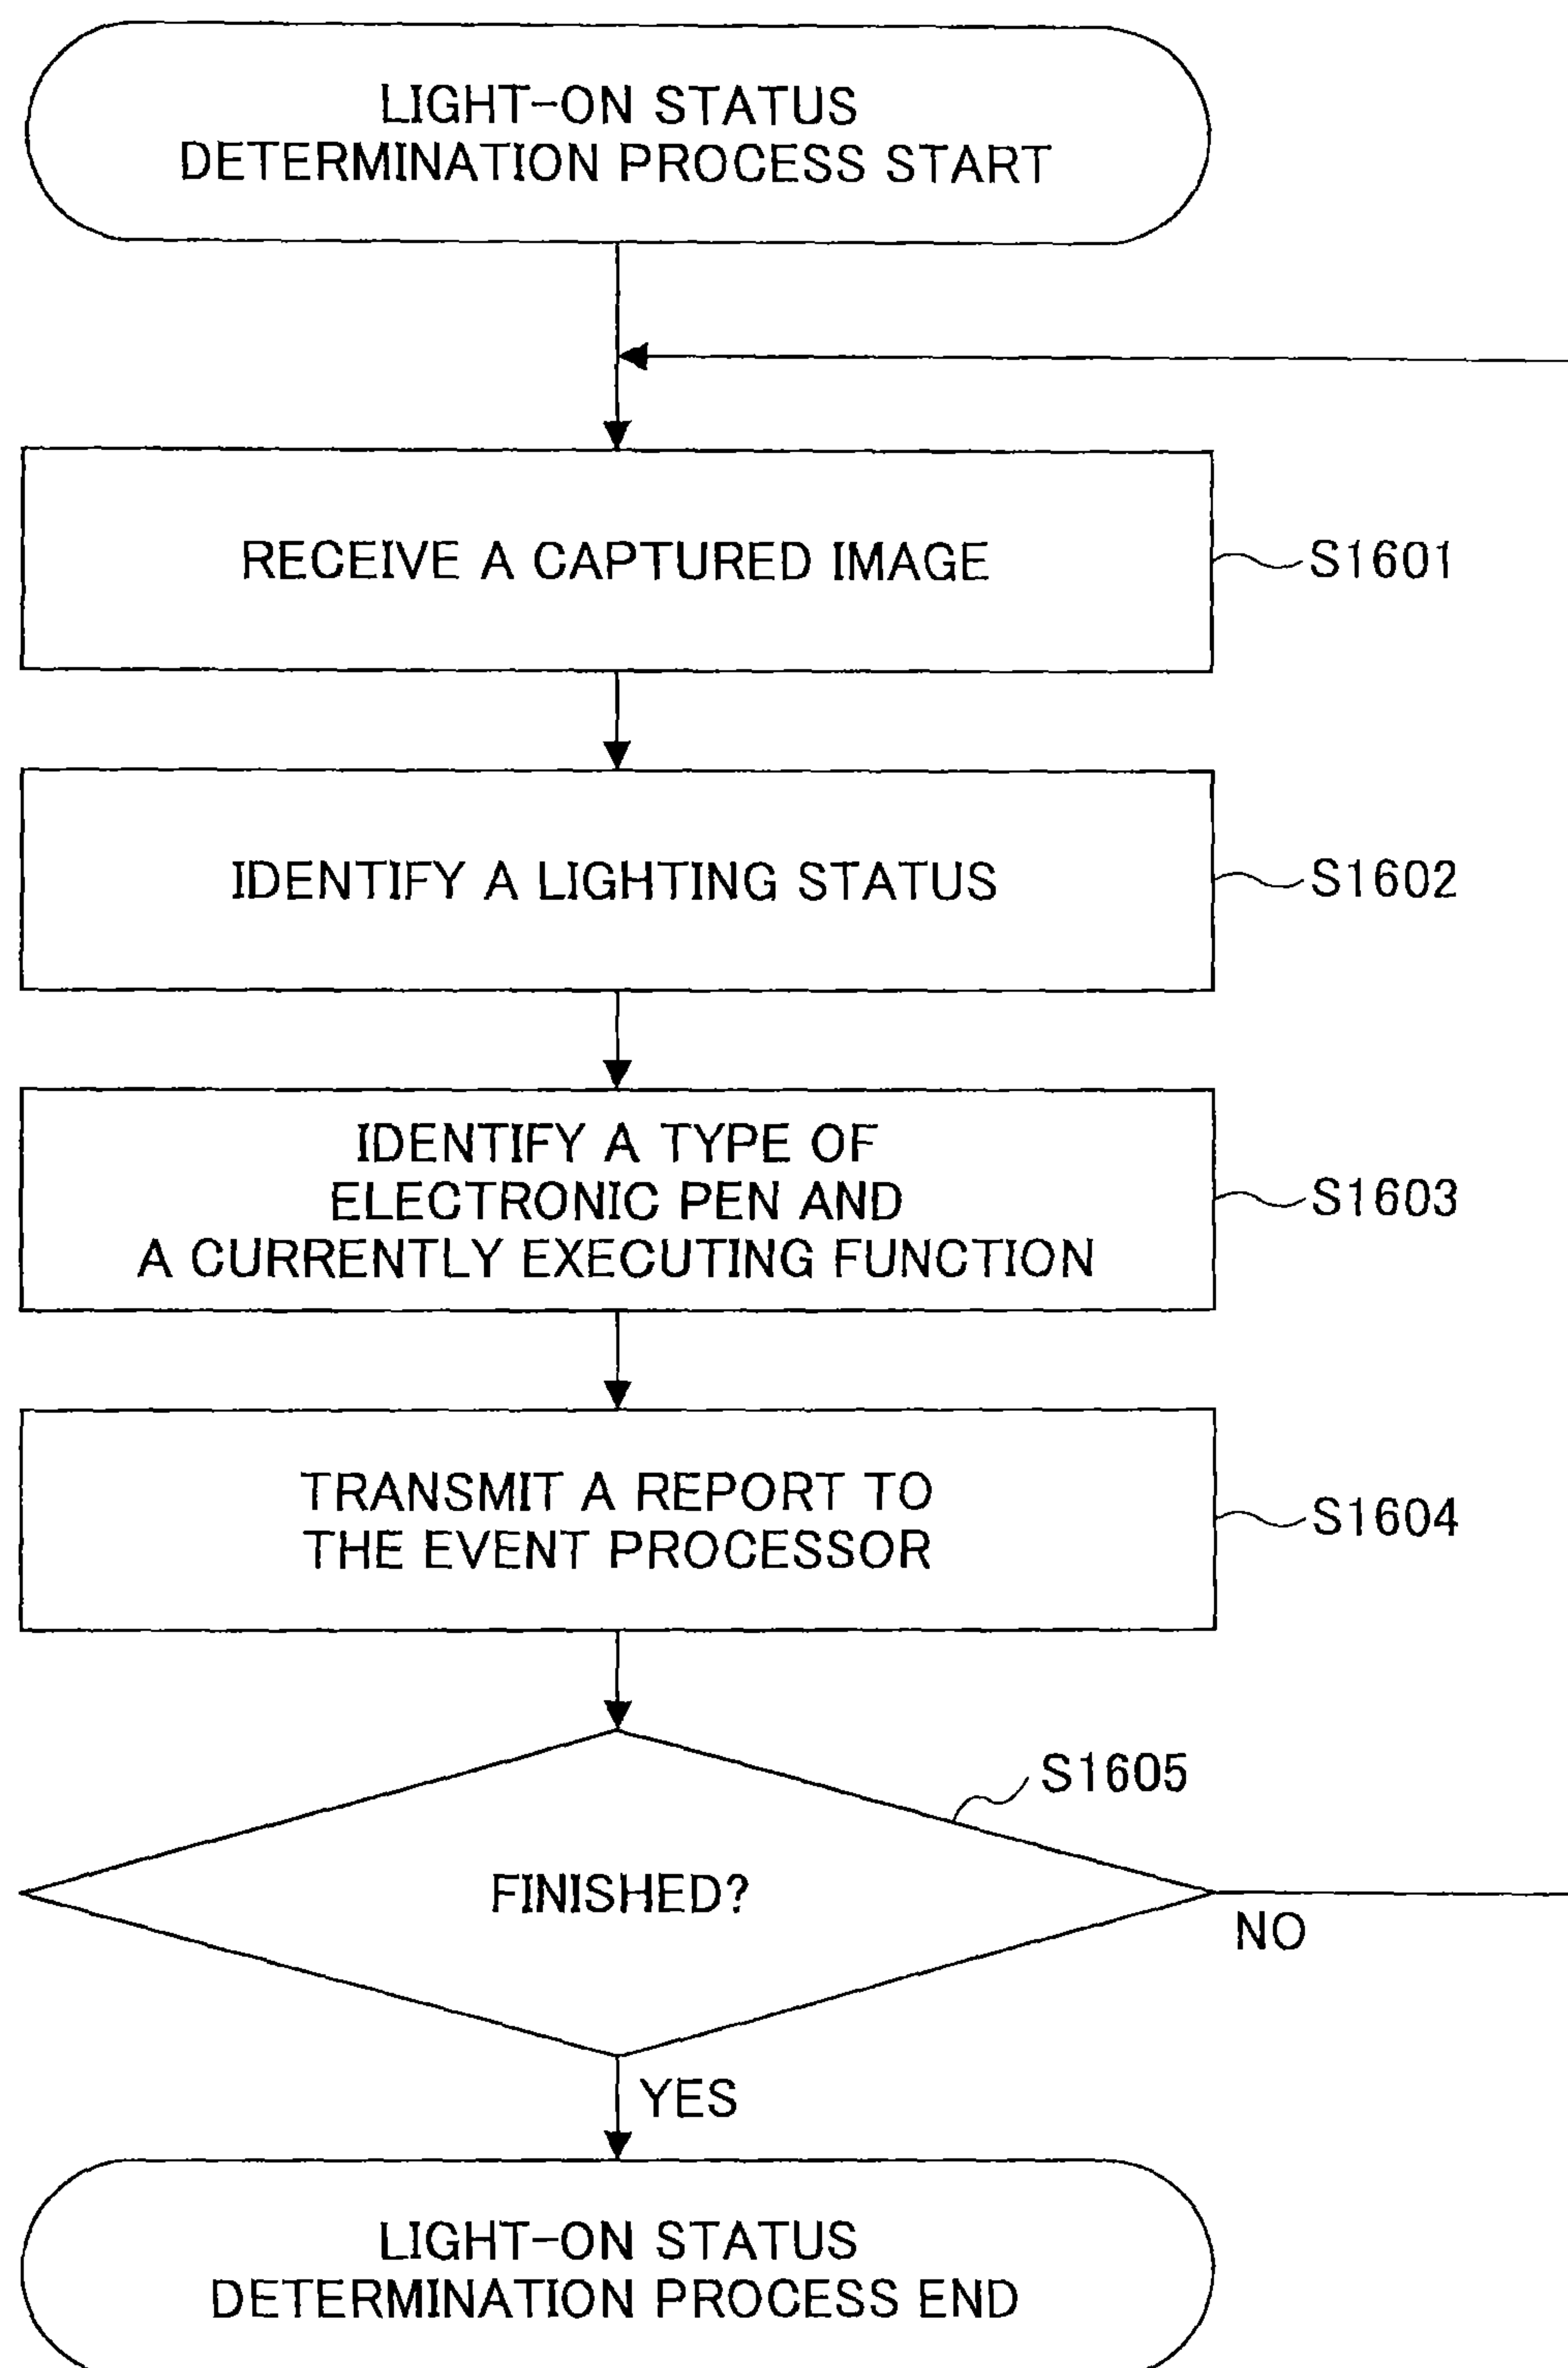 LIGHT-ON STATUS
DETERMINATION PROCESS START
RECEIVE A CAPTURED IMAGE
S1601
IDENTIFY A LIGHTING STATUS
S1602
IDENTIFY A TYPE OF
ELECTRONIC PEN AND
A CURRENTLY EXECUTING FUNCTION
S1603
TRANSMIT A REPORT TO
THE EVENT PROCESSOR
S1604
S1605
FINISHED?
NO
YES
LIGHT-ON STATUS
DETERMINATION PROCESS END